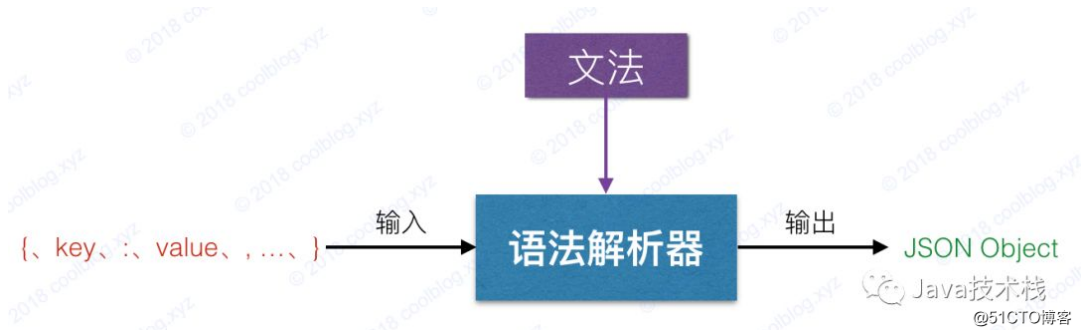 © 2018 coolblog.xyz
文法
输入
输出
{、key、:、value、, …、}
语法解析器
JSON Object
Java技术栈
@51CTO博客